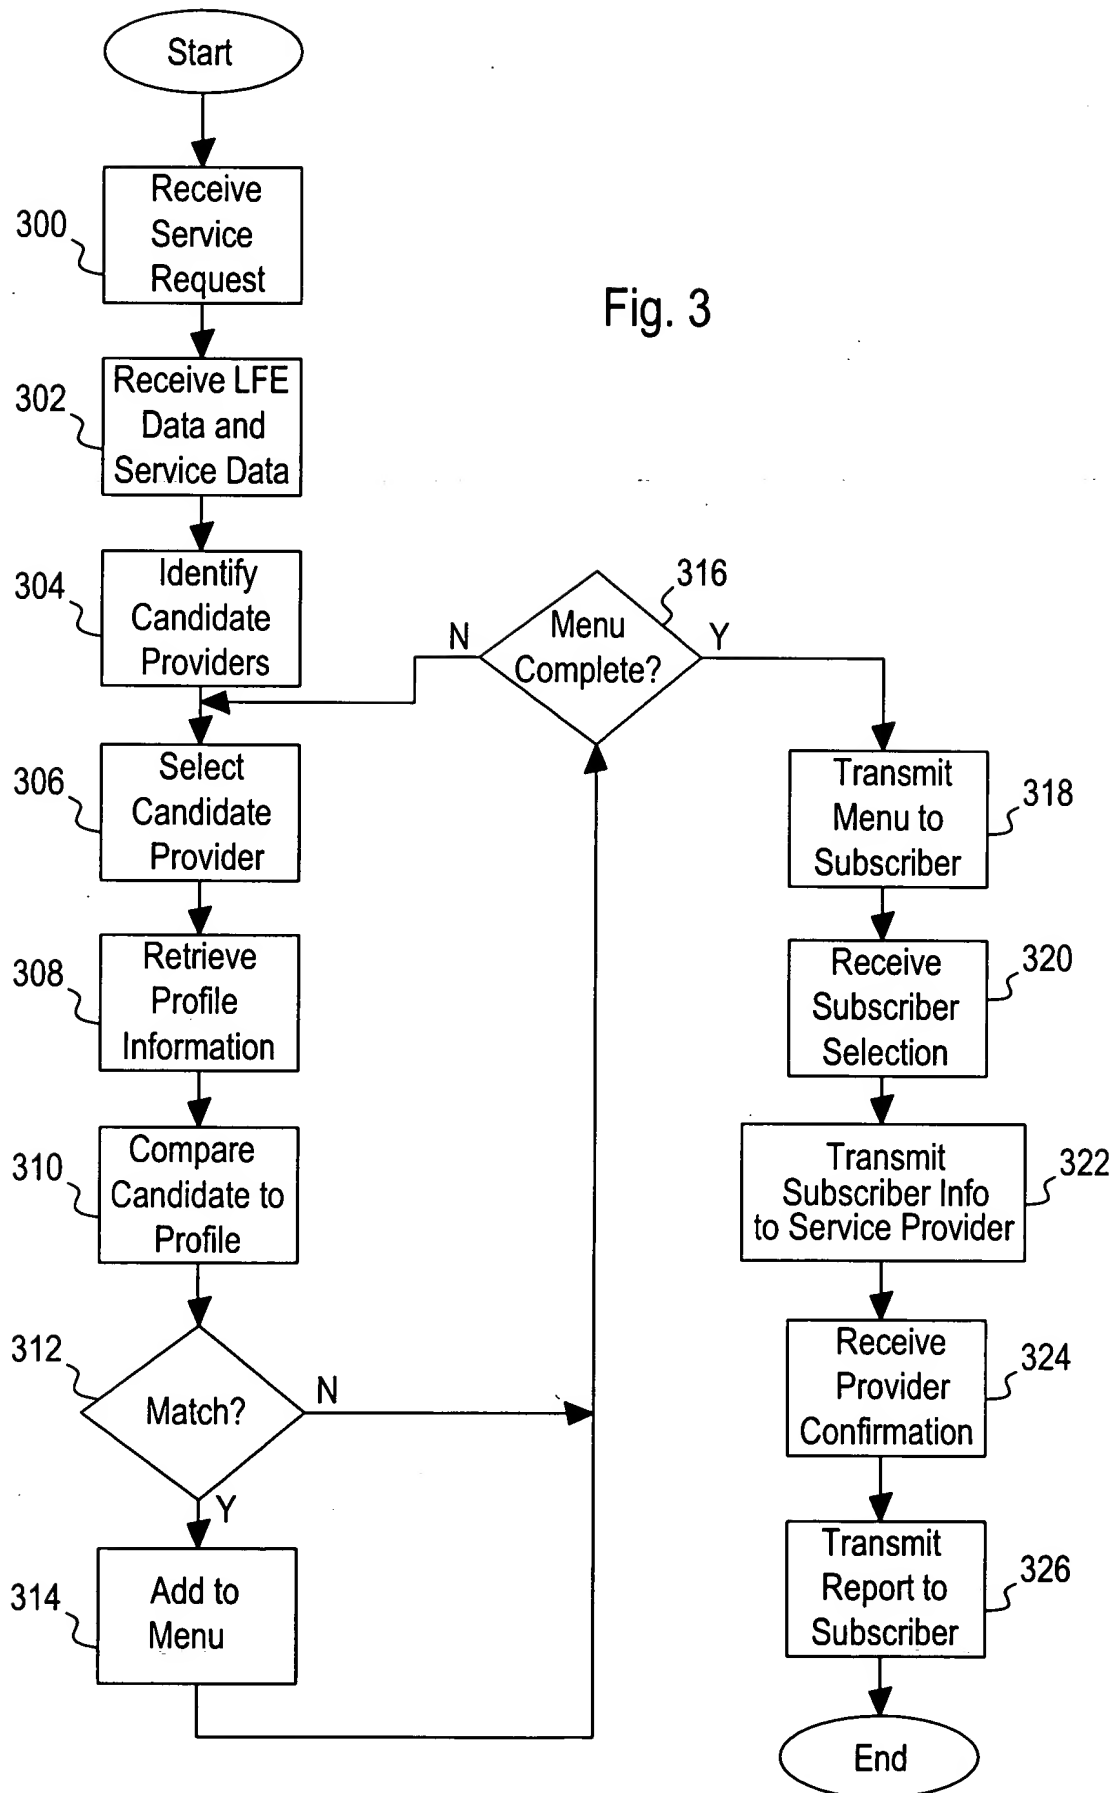 Start
300
Receive
Service
Request
Fig. 3
302
Receive LFE
Data and
Service Data
304
Identify
Candidate
Providers
316
Menu
Complete?
N
Y
306
Select
Candidate
Provider
308
Retrieve
Profile
Information
310
Compare
Candidate to
Profile
312
Match?
N
Y
314
Add to
Menu
Transmit
Menu to
Subscriber
318
Receive
Subscriber
Selection
320
Transmit
Subscriber Info
to Service Provider
322
Receive
Provider
Confirmation
324
Transmit
Report to
Subscriber
326
End